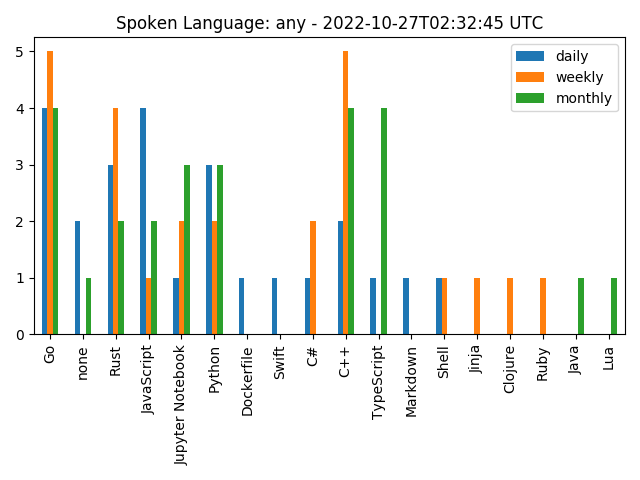 Spoken Language: any - 2022-10-27T02:32:45 UTC
daily
weekly
monthly
5
4
3
2
1
0
Go
none
Rust
JavaScript
Jupyter Notebook
Python
Dockerfile
Swift
C#
C++
TypeScript
Markdown
Shell
Jinja
Clojure
Ruby
Java
Lua